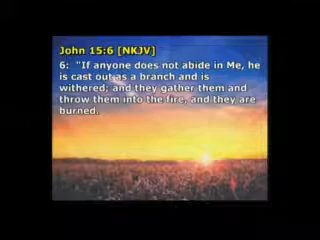 John 15:6 [NKJV]
6:  "If anyone does not abide in Me, he
is cast out as a branch and is
withered; and they gather them and
throw them into the fire, and they are
burned.